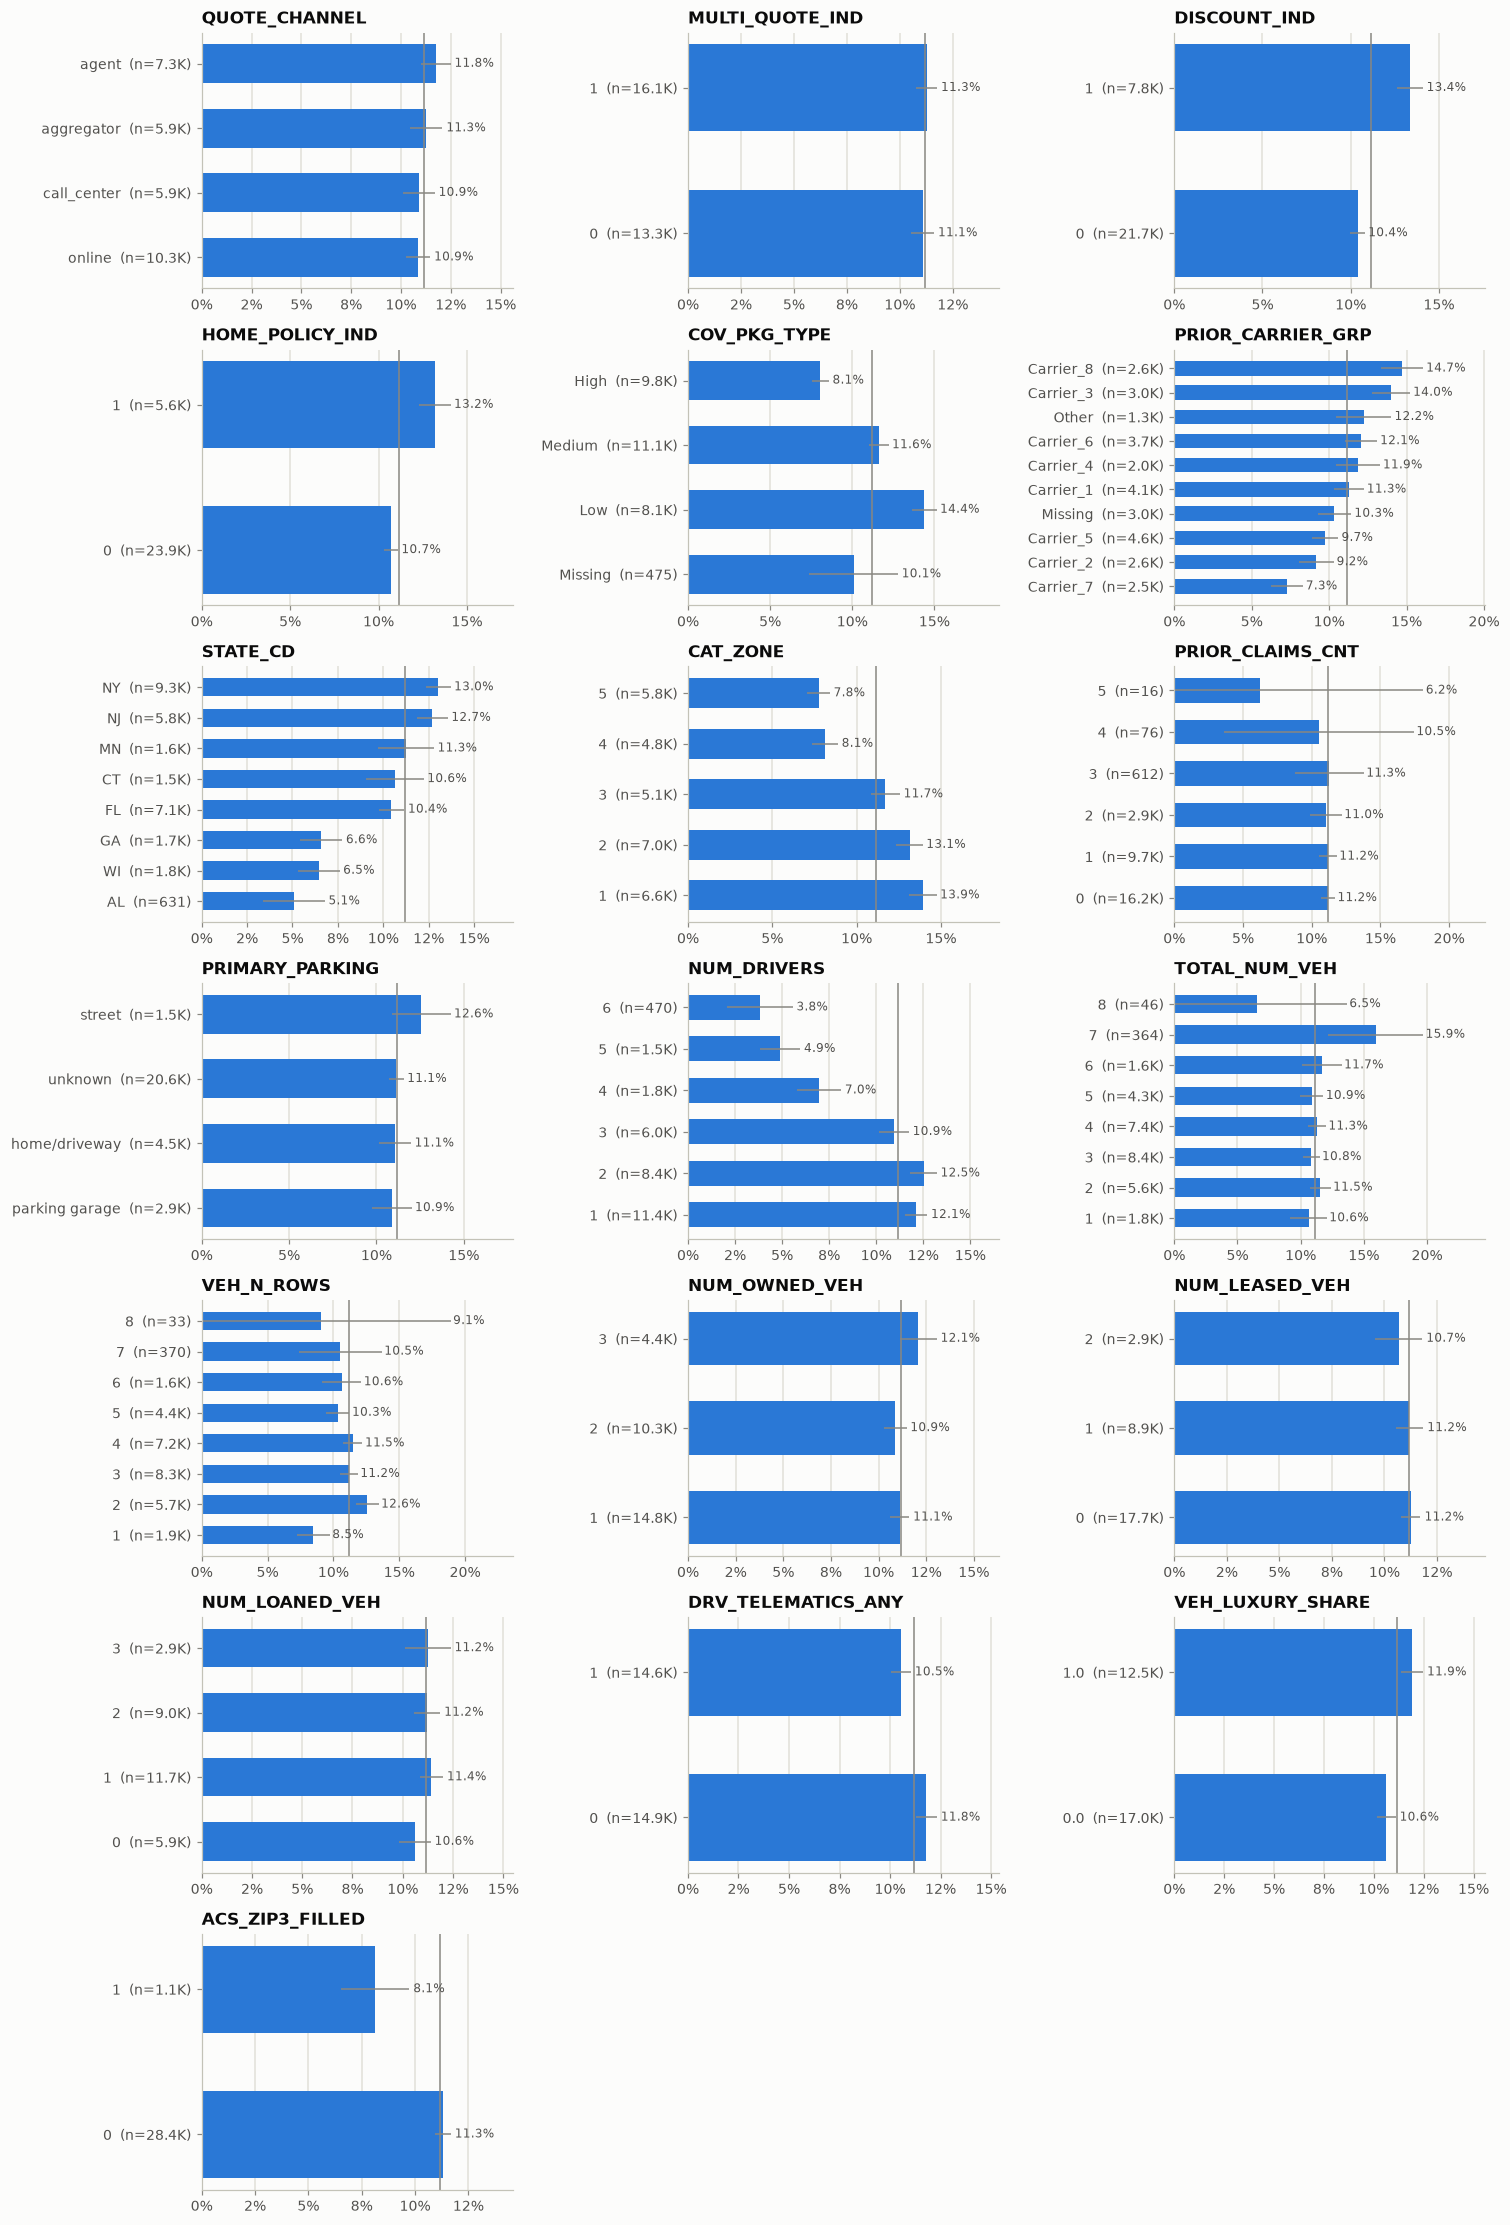 QUOTE_CHANNEL
agent (n=7.3K) 11.8%
aggregator (n=5.9K) 11.3%
call_center (n=5.9K) 10.9%
online (n=10.3K) 10.9%
0% 2% 5% 8% 10% 12% 15%
MULTI_QUOTE_IND
1 (n=16.1K) 11.3%
0 (n=13.3K) 11.1%
0% 2% 5% 8% 10% 12%
DISCOUNT_IND
1 (n=7.8K) 13.4%
0 (n=21.7K) 10.4%
0% 5% 10% 15%
HOME_POLICY_IND
1 (n=5.6K) 13.2%
0 (n=23.9K) 10.7%
0% 5% 10% 15%
COV_PKG_TYPE
High (n=9.8K) 8.1%
Medium (n=11.1K) 11.6%
Low (n=8.1K) 14.4%
Missing (n=475) 10.1%
0% 5% 10% 15%
PRIOR_CARRIER_GRP
Carrier_8 (n=2.6K) 14.7%
Carrier_3 (n=3.0K) 14.0%
Other (n=1.3K) 12.2%
Carrier_6 (n=3.7K) 12.1%
Carrier_4 (n=2.0K) 11.9%
Carrier_1 (n=4.1K) 11.3%
Missing (n=3.0K) 10.3%
Carrier_5 (n=4.6K) 9.7%
Carrier_2 (n=2.6K) 9.2%
Carrier_7 (n=2.5K) 7.3%
0% 5% 10% 15% 20%
STATE_CD
NY (n=9.3K) 13.0%
NJ (n=5.8K) 12.7%
MN (n=1.6K) 11.3%
CT (n=1.5K) 10.6%
FL (n=7.1K) 10.4%
GA (n=1.7K) 6.6%
WI (n=1.8K) 6.5%
AL (n=631) 5.1%
0% 2% 5% 8% 10% 12% 15%
CAT_ZONE
5 (n=5.8K) 7.8%
4 (n=4.8K) 8.1%
3 (n=5.1K) 11.7%
2 (n=7.0K) 13.1%
1 (n=6.6K) 13.9%
0% 5% 10% 15%
PRIOR_CLAIMS_CNT
5 (n=16) 6.2%
4 (n=76) 10.5%
3 (n=612) 11.3%
2 (n=2.9K) 11.0%
1 (n=9.7K) 11.2%
0 (n=16.2K) 11.2%
0% 5% 10% 15% 20%
PRIMARY_PARKING
street (n=1.5K) 12.6%
unknown (n=20.6K) 11.1%
home/driveway (n=4.5K) 11.1%
parking garage (n=2.9K) 10.9%
0% 5% 10% 15%
NUM_DRIVERS
6 (n=470) 3.8%
5 (n=1.5K) 4.9%
4 (n=1.8K) 7.0%
3 (n=6.0K) 10.9%
2 (n=8.4K) 12.5%
1 (n=11.4K) 12.1%
0% 2% 5% 8% 10% 12% 15%
TOTAL_NUM_VEH
8 (n=46) 6.5%
7 (n=364) 15.9%
6 (n=1.6K) 11.7%
5 (n=4.3K) 10.9%
4 (n=7.4K) 11.3%
3 (n=8.4K) 10.8%
2 (n=5.6K) 11.5%
1 (n=1.8K) 10.6%
0% 5% 10% 15% 20%
VEH_N_ROWS
8 (n=33) 9.1%
7 (n=370) 10.5%
6 (n=1.6K) 10.6%
5 (n=4.4K) 10.3%
4 (n=7.2K) 11.5%
3 (n=8.3K) 11.2%
2 (n=5.7K) 12.6%
1 (n=1.9K) 8.5%
0% 5% 10% 15% 20%
NUM_OWNED_VEH
3 (n=4.4K) 12.1%
2 (n=10.3K) 10.9%
1 (n=14.8K) 11.1%
0% 2% 5% 8% 10% 12% 15%
NUM_LEASED_VEH
2 (n=2.9K) 10.7%
1 (n=8.9K) 11.2%
0 (n=17.7K) 11.2%
0% 2% 5% 8% 10% 12%
NUM_LOANED_VEH
3 (n=2.9K) 11.2%
2 (n=9.0K) 11.2%
1 (n=11.7K) 11.4%
0 (n=5.9K) 10.6%
0% 2% 5% 8% 10% 12% 15%
DRV_TELEMATICS_ANY
1 (n=14.6K) 10.5%
0 (n=14.9K) 11.8%
0% 2% 5% 8% 10% 12% 15%
VEH_LUXURY_SHARE
1.0 (n=12.5K) 11.9%
0.0 (n=17.0K) 10.6%
0% 2% 5% 8% 10% 12% 15%
ACS_ZIP3_FILLED
1 (n=1.1K) 8.1%
0 (n=28.4K) 11.3%
0% 2% 5% 8% 10% 12%